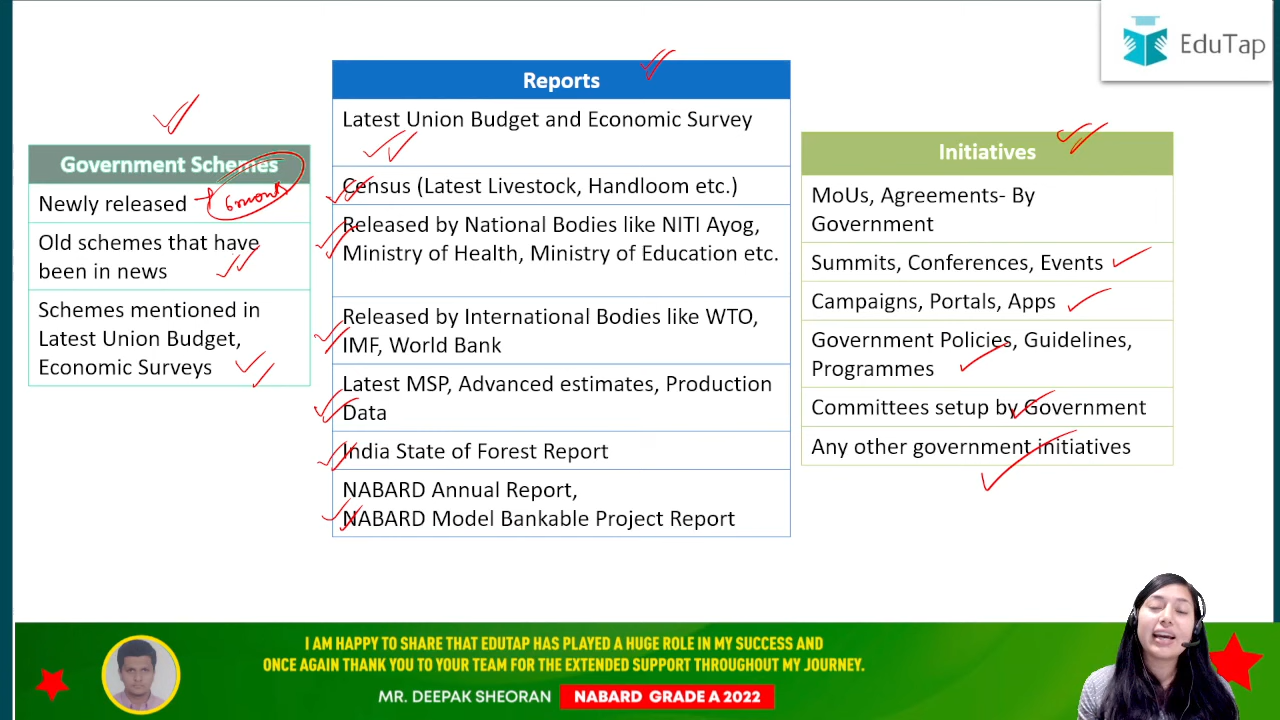 EduTap
Government Schemes
Newly released
6 months
Old schemes that have
been in news
Schemes mentioned in
Latest Union Budget,
Economic Surveys
Reports
Latest Union Budget and Economic Survey
Census (Latest Livestock, Handloom etc.)
Released by National Bodies like NITI Ayog,
Ministry of Health, Ministry of Education etc.
Released by International Bodies like WTO,
IMF, World Bank
Latest MSP, Advanced estimates, Production
Data
India State of Forest Report
NABARD Annual Report,
NABARD Model Bankable Project Report
Initiatives
MoUs, Agreements- By
Government
Summits, Conferences, Events
Campaigns, Portals, Apps
Government Policies, Guidelines,
Programmes
Committees setup by Government
Any other government initiatives
I AM HAPPY TO SHARE THAT EDUTAP HAS PLAYED A HUGE ROLE IN MY SUCCESS AND
ONCE AGAIN THANK YOU TO YOUR TEAM FOR THE EXTENDED SUPPORT THROUGHOUT MY JOURNEY.
MR. DEEPAK SHEORAN NABARD GRADE A 2022